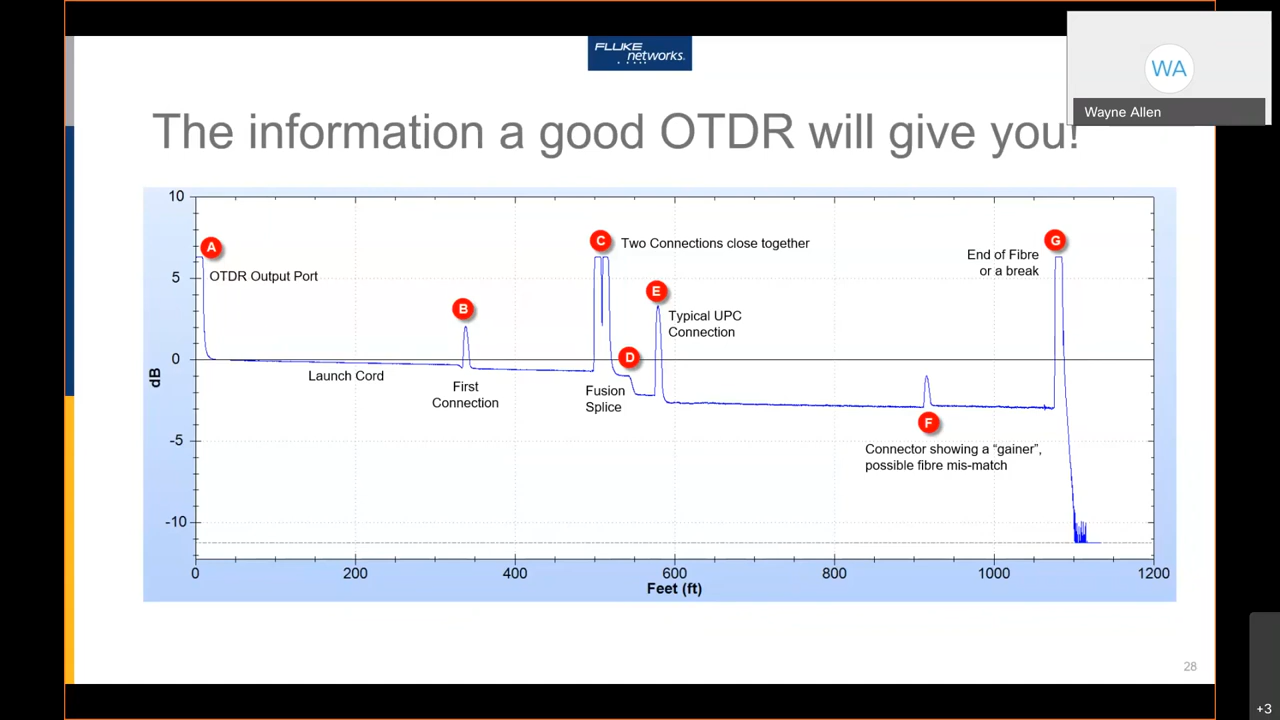 FLUKE
networks.
WA
Wayne Allen
The information a good OTDR will give you!
10
5
0
-5
-10
dB
A
OTDR Output Port
B
C
Two Connections close together
D
E
Typical UPC
Connection
G
End of Fibre
or a break
Launch Cord
First
Connection
Fusion
Splice
F
Connector showing a “gainer”,
possible fibre mis-match
0
200
400
600
800
1000
1200
Feet (ft)
28
+3